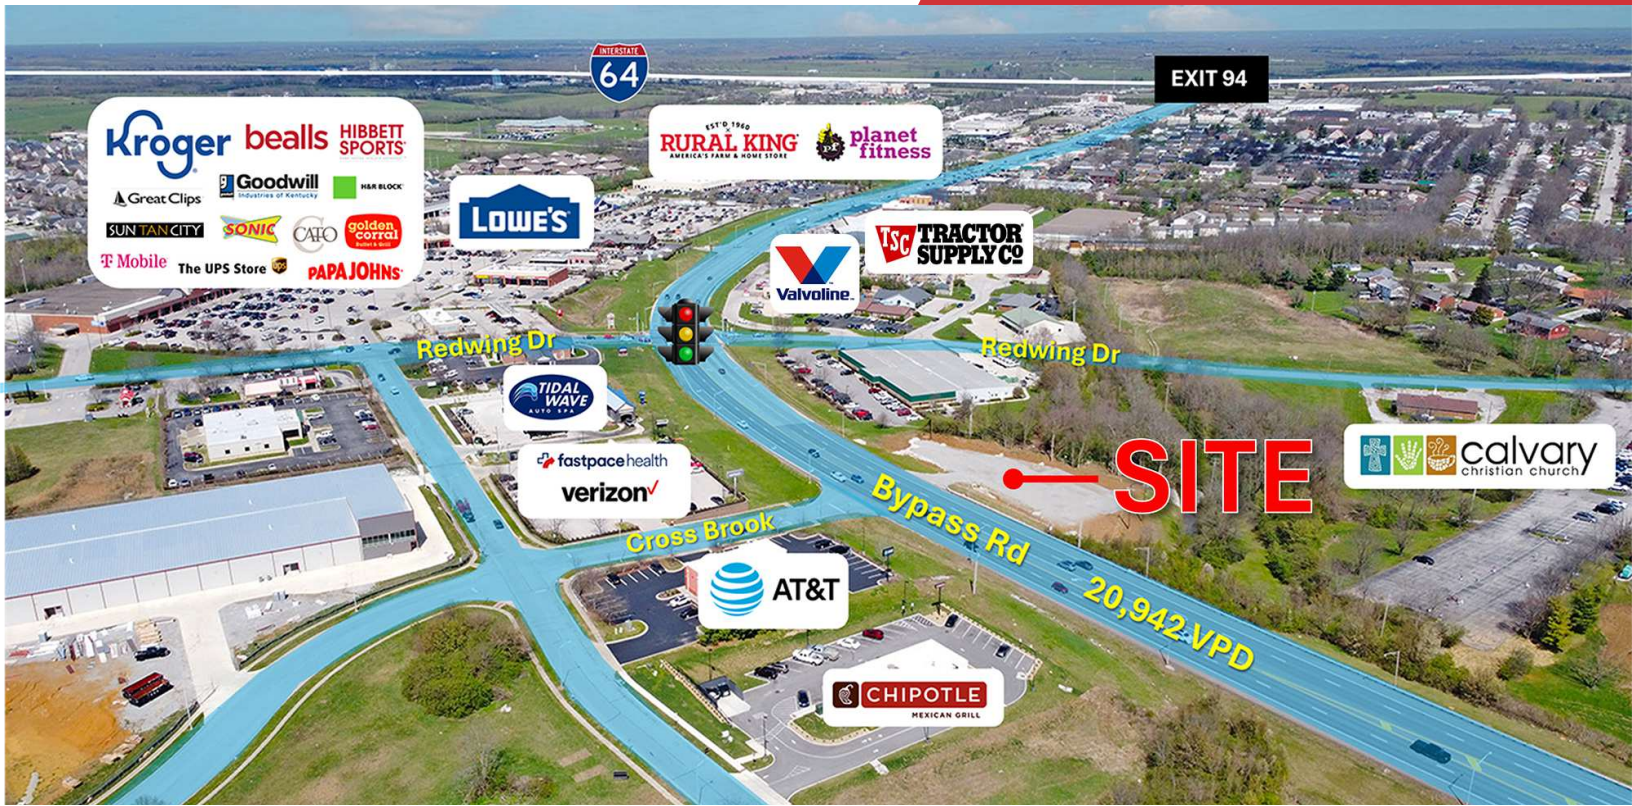 INTERSTATE
64
EXIT 94
Kroger
bealls
HIBBETT
SPORTS
Great Clips
Goodwill
Industries of Kentucky
H&R BLOCK
SUN TAN CITY
SONIC
CATO
golden
corral
Buffet & Grill
T Mobile
The UPS Store
ups
PAPA JOHNS
LOWE'S
EST'D 1960
RURAL KING
AMERICA'S FARM & HOME STORE
pf
planet
fitness
Valvoline
TSC
TRACTOR
SUPPLY CO
Redwing Dr
Redwing Dr
TIDAL
WAVE
AUTO SPA
fastpace health
verizon
SITE
calvary
christian church
Cross Brook
Bypass Rd 20,942 VPD
AT&T
CHIPOTLE
MEXICAN GRILL